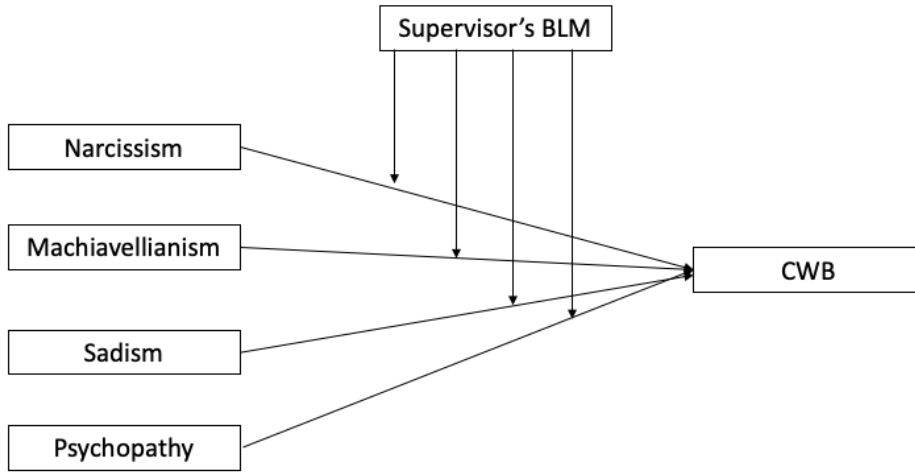 Supervisor’s BLM
Narcissism
Machiavellianism
CWB
Sadism
Psychopathy